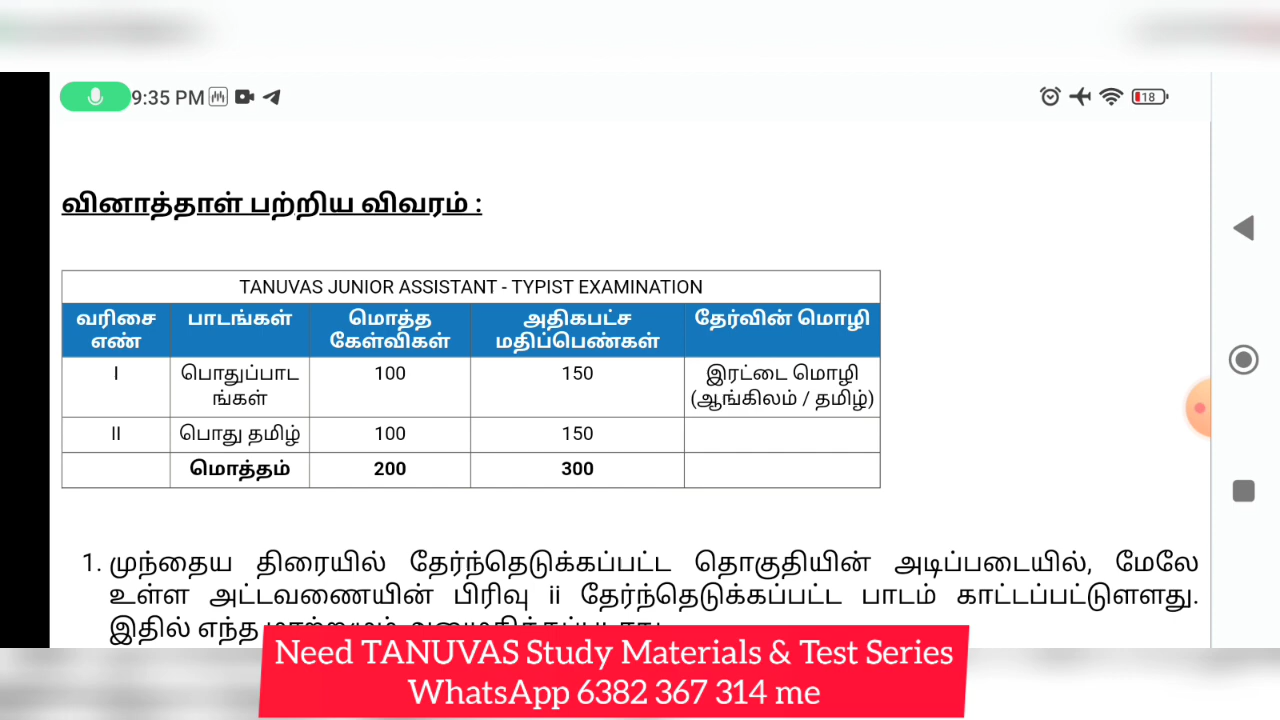 9:35 PM
18
வினாத்தாள் பற்றிய விவரம் :
TANUVAS JUNIOR ASSISTANT - TYPIST EXAMINATION
வரிசை எண் பாடங்கள் மொத்த கேள்விகள் அதிகபட்ச மதிப்பெண்கள் தேர்வின் மொழி
I பொதுப்பாட ங்கள் 100 150 இரட்டை மொழி (ஆங்கிலம் / தமிழ்)
II பொது தமிழ் 100 150
மொத்தம் 200 300
1. முந்தைய திரையில் தேர்ந்தெடுக்கப்பட்ட தொகுதியின் அடிப்படையில், மேலே
உள்ள அட்டவணையின் பிரிவு ii தேர்ந்தெடுக்கப்பட்ட பாடம் காட்டப்பட்டுளளது.
இதில் எந்த
Need TANUVAS Study Materials & Test Series
WhatsApp 6382 367 314 me